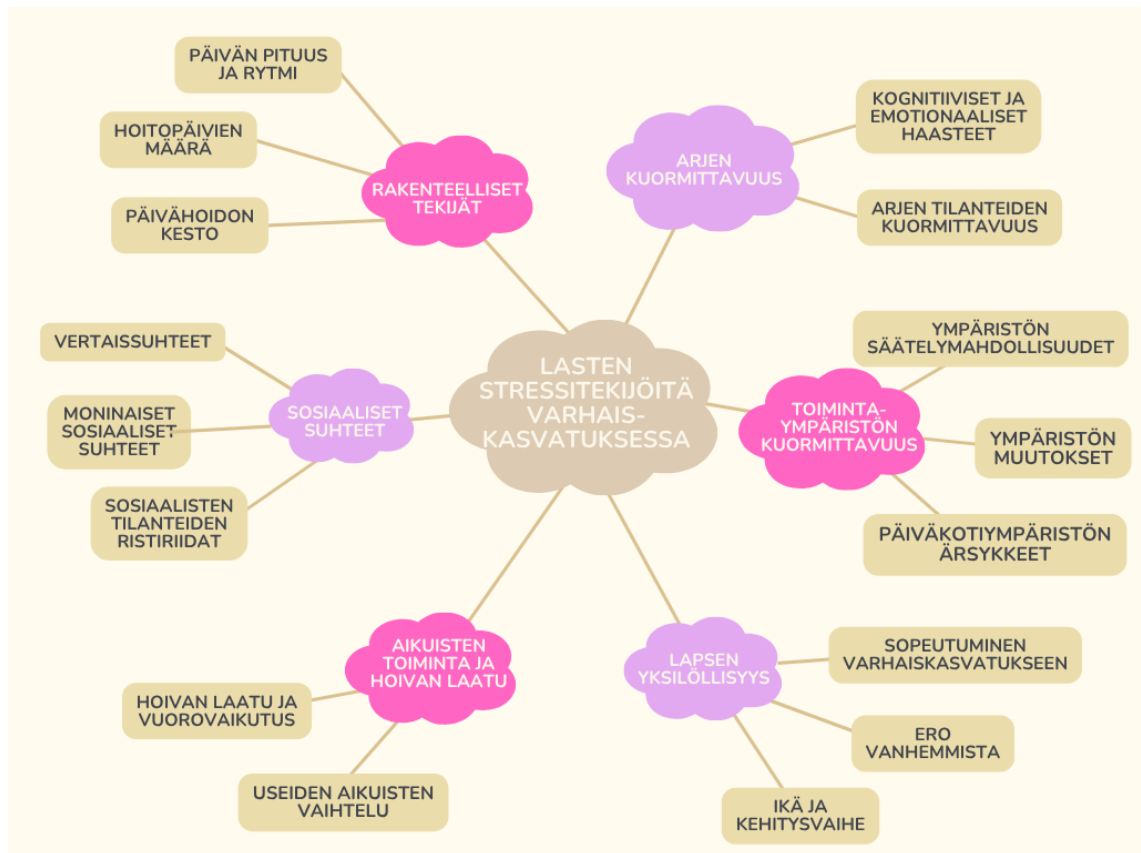 PÄIVÄN PITUUS
JA RYTMI
HOITOPÄIVIEN
MÄÄRÄ
PÄIVÄHOIDON
KESTO
RAKENTEELLISET
TEKIJÄT
ARJEN
KUORMITTAVUUS
KOGNITIIVISET JA
EMOTIONAALISET
HAASTEET
ARJEN TILANTEIDEN
KUORMITTAVUUS
LASTEN
STRESSITEKIJÖITÄ
VARHAIS-
KASVATUKSESSA
VERTAISSUHTEET
MONINAISET
SOSIAALISET
SUHTEET
SOSIAALISTEN
TILANTEIDEN
RISTIRIIDAT
SOSIAALISET
SUHTEET
TOIMINTA-
YMPÄRISTÖN
KUORMITTAVUUS
YMPÄRISTÖN
SÄÄTELYMAHDOLLISUUDET
YMPÄRISTÖN
MUUTOKSET
PÄIVÄKOTIYMPÄRISTÖN
ÄRSYKKEET
AIKUISTEN
TOIMINTA JA
HOIVAN LAATU
HOIVAN LAATU JA
VUOROVAIKUTUS
USEIDEN AIKUISTEN
VAIHTELU
LAPSEN
YKSILÖLLISYYS
SOPEUTUMINEN
VARHAISKASVATUKSEEN
ERO
VANHEMMISTA
IKÄ JA
KEHITYSVAIHE